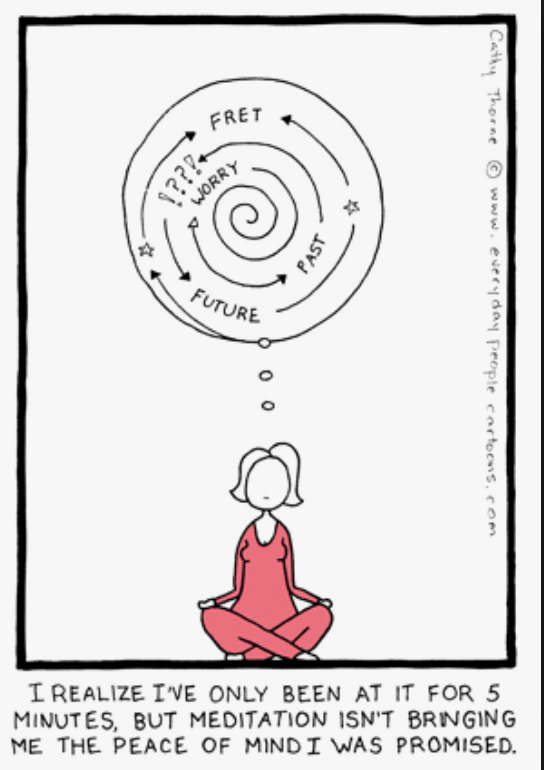 FRET
!???!
WORRY
PAST
FUTURE
Cathy Thorne © www.everydaypeoplecartoons.com
I REALIZE I'VE ONLY BEEN AT IT FOR 5
MINUTES, BUT MEDITATION ISN'T BRINGING
ME THE PEACE OF MIND I WAS PROMISED.